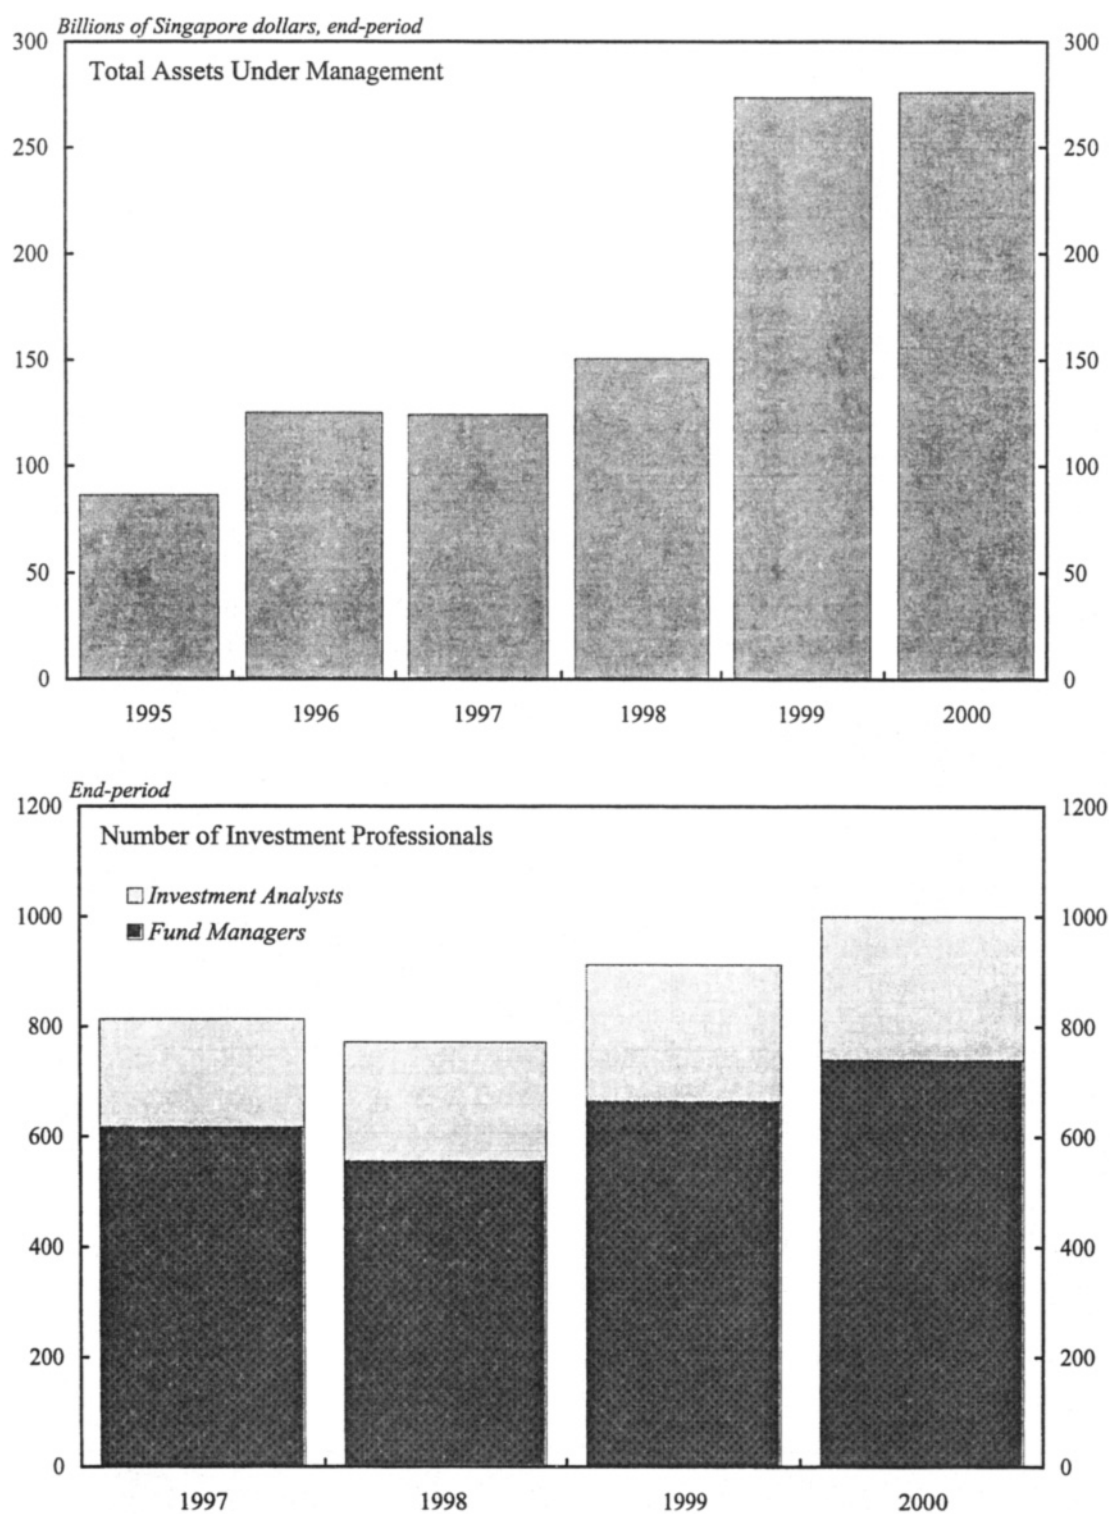 Billions of Singapore dollars, end-period
300 300
Total Assets Under Management
250 250
200 200
150 150
100 100
50 50
0 0
1995 1996 1997 1998 1999 2000
End-period
1200 1200
Number of Investment Professionals
Investment Analysts
1000 1000
Fund Managers
800 800
600 600
400 400
200 200
0 0
1997 1998 1999 2000